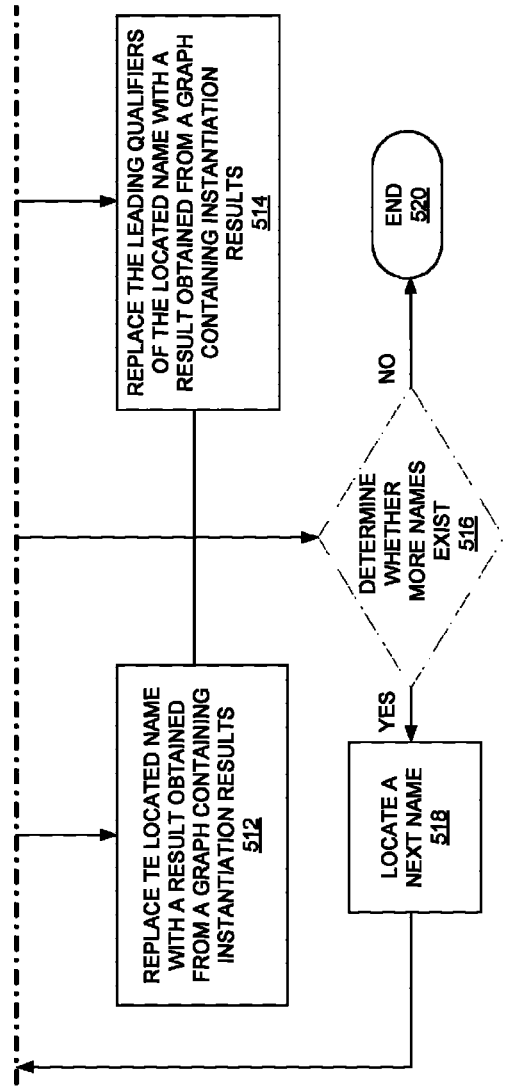 REPLACE TE LOCATED NAME
WITH A RESULT OBTAINED
FROM A GRAPH CONTAINING
INSTANTIATION RESULTS
512
REPLACE THE LEADING QUALIFIERS
OF THE LOCATED NAME WITH A
RESULT OBTAINED FROM A GRAPH
CONTAINING INSTANTIATION
RESULTS
514
DETERMINE
WHETHER
MORE NAMES
EXIST
516
YES
NO
LOCATE A
NEXT NAME
518
END
520